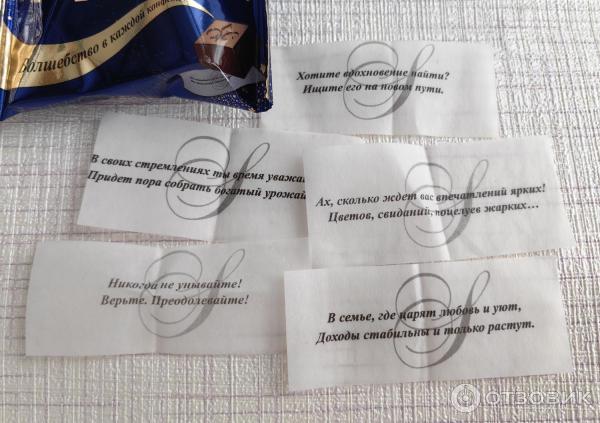 Волшебство в каждой конфете
Хотите вдохновение найти?
Ищите его на новом пути.
В своих стремлениях ты время уважай
Придет пора собрать богатый урожай
Ах, сколько ждет вас впечатлений ярких!
Цветов, свиданий, поцелуев жарких…
Никогда не унывайте!
Верьте. Преодолевайте!
В семье, где царят любовь и уют,
Доходы стабильны и только растут.
S
S
S
S
S
ОТЗОВИК